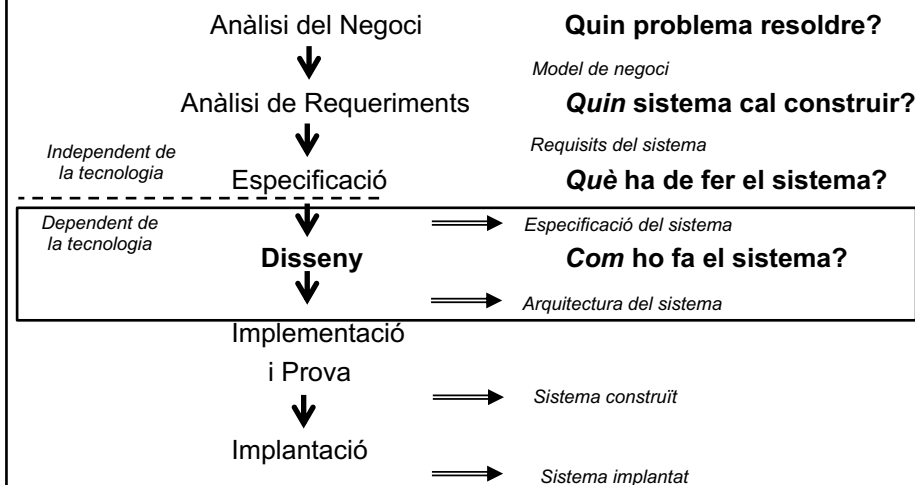 Anàlisi del Negoci
Quin problema resoldre?
Model de negoci
Anàlisi de Requeriments
Quin sistema cal construir?
Requisits del sistema
Independent de
la tecnologia
Especificació
Què ha de fer el sistema?
Dependent de
la tecnologia
Especificació del sistema
Disseny
Com ho fa el sistema?
Arquitectura del sistema
Implementació
i Prova
Sistema construït
Implantació
Sistema implantat